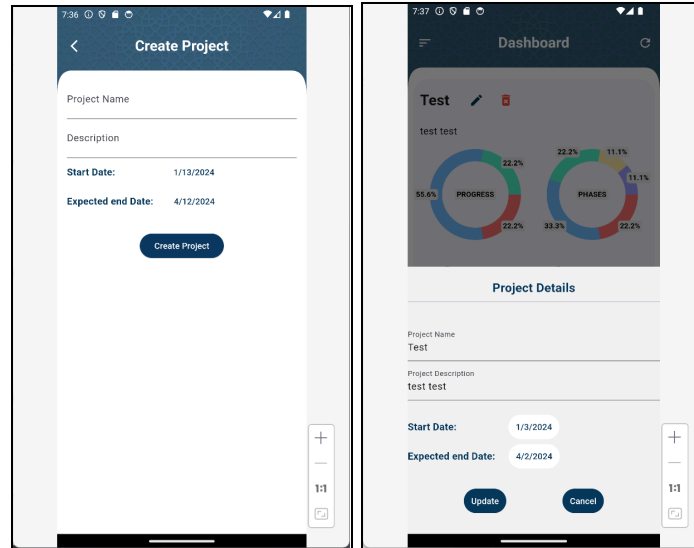 7:36
Create Project
Project Name
Description
Start Date: 1/13/2024
Expected end Date: 4/12/2024
Create Project
1:1
7:37
Dashboard
Test
test test
22.2%
55.6% PROGRESS
22.2%
22.2% 11.1%
11.1%
PHASES
33.3% 22.2%
Project Details
Project Name
Test
Project Description
test test
Start Date: 1/3/2024
Expected end Date: 4/2/2024
Update Cancel
1:1